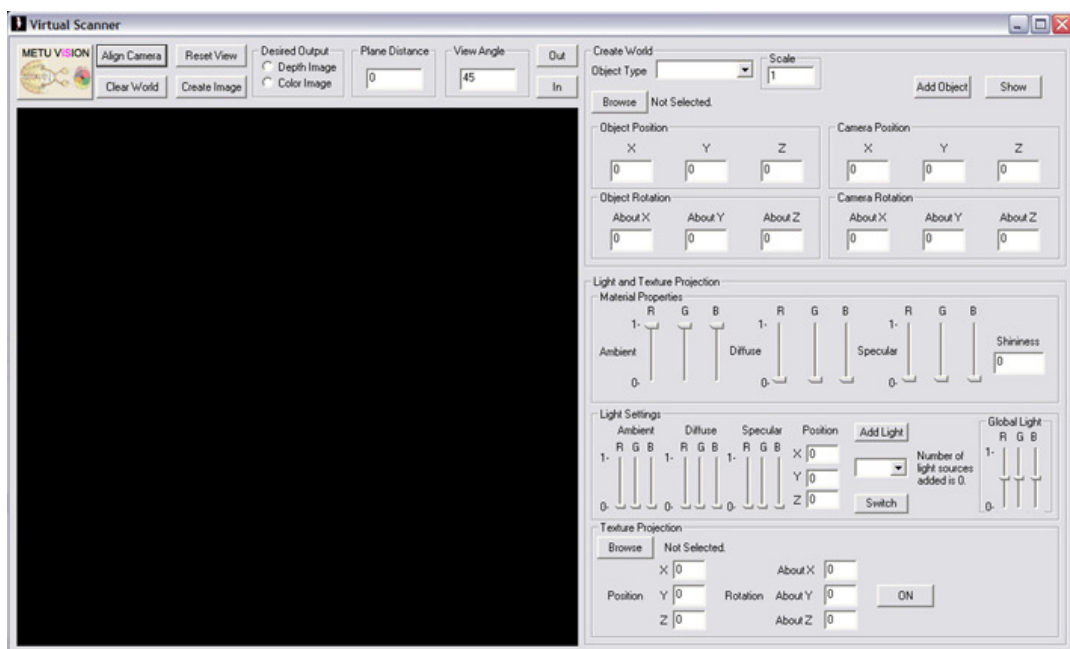 Virtual Scanner
METU VISION
Align Camera
Reset View
Clear World
Create Image
Desired Output
Depth Image
Color Image
Plane Distance
0
View Angle
45
Out
In
Create World
Object Type
Scale
1
Browse Not Selected.
Add Object
Show
Object Position
X Y Z
0 0 0
Camera Position
X Y Z
0 0 0
Object Rotation
About X About Y About Z
0 0 0
Camera Rotation
About X About Y About Z
0 0 0
Light and Texture Projection
Material Properties
R G B R G B R G B
1- 1- 1-
Ambient Diffuse Specular
0- 0- 0-
Shininess
0
Light Settings
Ambient Diffuse Specular
R G B R G B R G B
1- 1- 1-
0- 0- 0-
Position
X 0
Y 0
Z 0
Add Light
Switch
Number of
light sources
added is 0.
Global Light
R G B
1-
0-
Texture Projection
Browse Not Selected.
X 0 About X 0
Position Y 0 Rotation About Y 0 ON
Z 0 About Z 0